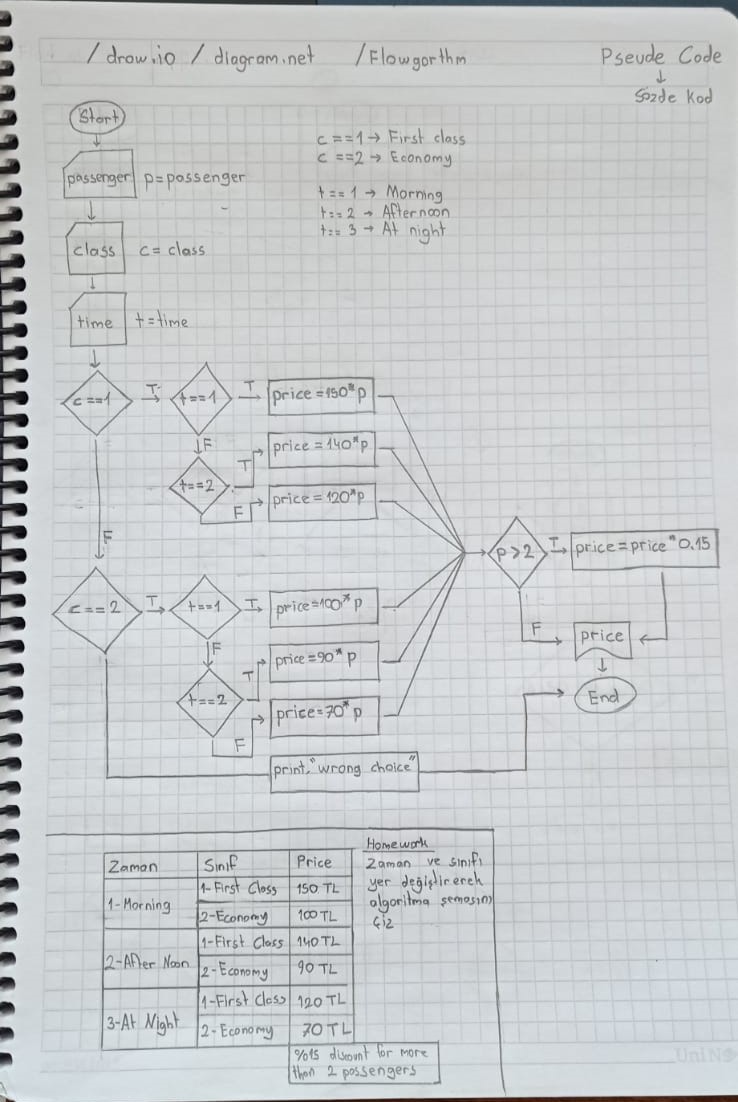 /draw.io / diagram.net /Flowgorthm
Pseude Code
↓
Sözde Kod
Start
passenger p=passenger
class c=class
time t=time
c==1→ First class
c==2→ Economy
t==1→ Morning
t==2→ Afternoon
t==3→ At night
c==1 T t==1 T price=150*p
F
t==2 T price=140*p
F price=120*p
F
c==2 T t==1 T price=100*p
F
t==2 T price=90*p
F price=70*p
print,"wrong choice"
p>2 T price=price*0.15
F price
End
Zaman Sınıf Price
1-Morning 1-First Class 150 TL
2-Economy 100 TL
2-After Noon 1-First Class 140 TL
2-Economy 90 TL
3-At Night 1-First Class 120 TL
2-Economy 70 TL
%15 discount for more
than 2 passengers
Homework
Zaman ve sınıfı
yer değiştirerek
algoritma şemasını
çiz